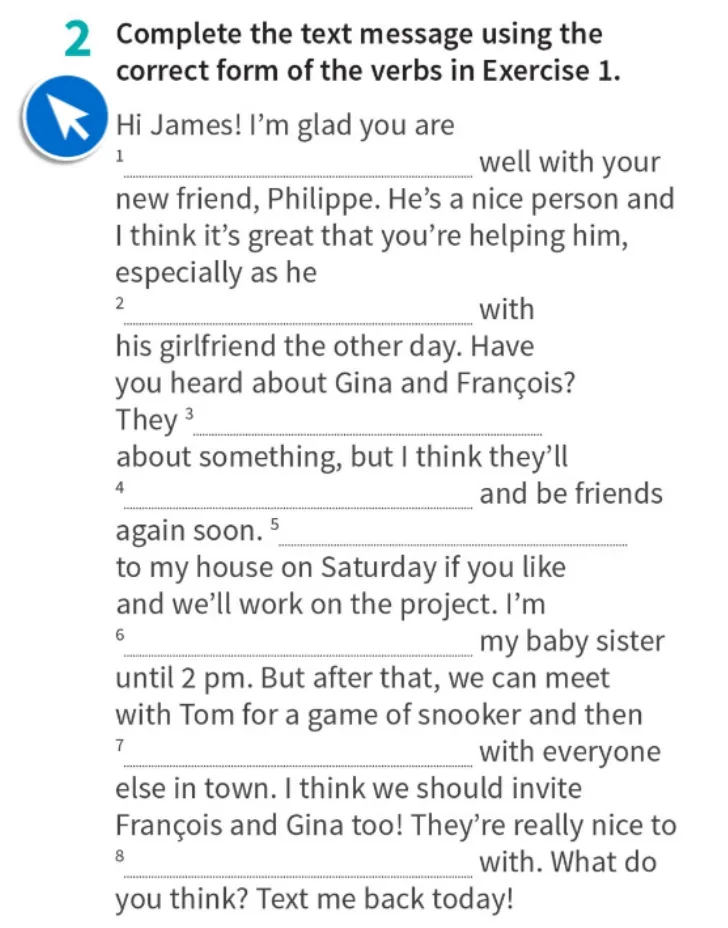 2 Complete the text message using the
correct form of the verbs in Exercise 1.
Hi James! I’m glad you are
1 ........ well with your
new friend, Philippe. He’s a nice person and
I think it’s great that you’re helping him,
especially as he
2 ........ with
his girlfriend the other day. Have
you heard about Gina and François?
They 3 ........
about something, but I think they’ll
4 ........ and be friends
again soon. 5 ........
to my house on Saturday if you like
and we’ll work on the project. I’m
6 ........ my baby sister
until 2 pm. But after that, we can meet
with Tom for a game of snooker and then
7 ........ with everyone
else in town. I think we should invite
François and Gina too! They’re really nice to
8 ........ with. What do
you think? Text me back today!